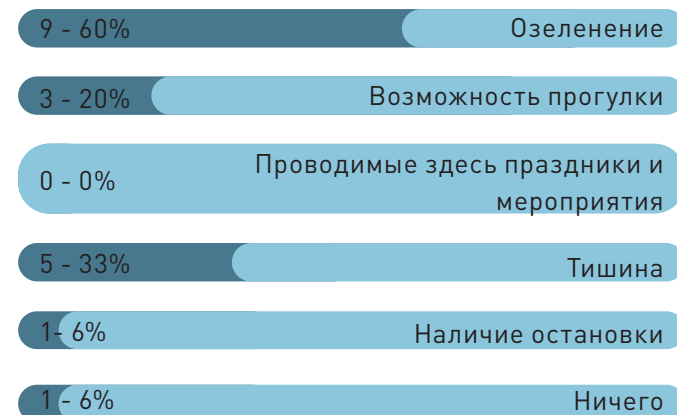 9 - 60% Озеленение
3 - 20% Возможность прогулки
0 - 0% Проводимые здесь праздники и
мероприятия
5 - 33% Тишина
1- 6% Наличие остановки
1 - 6% Ничего